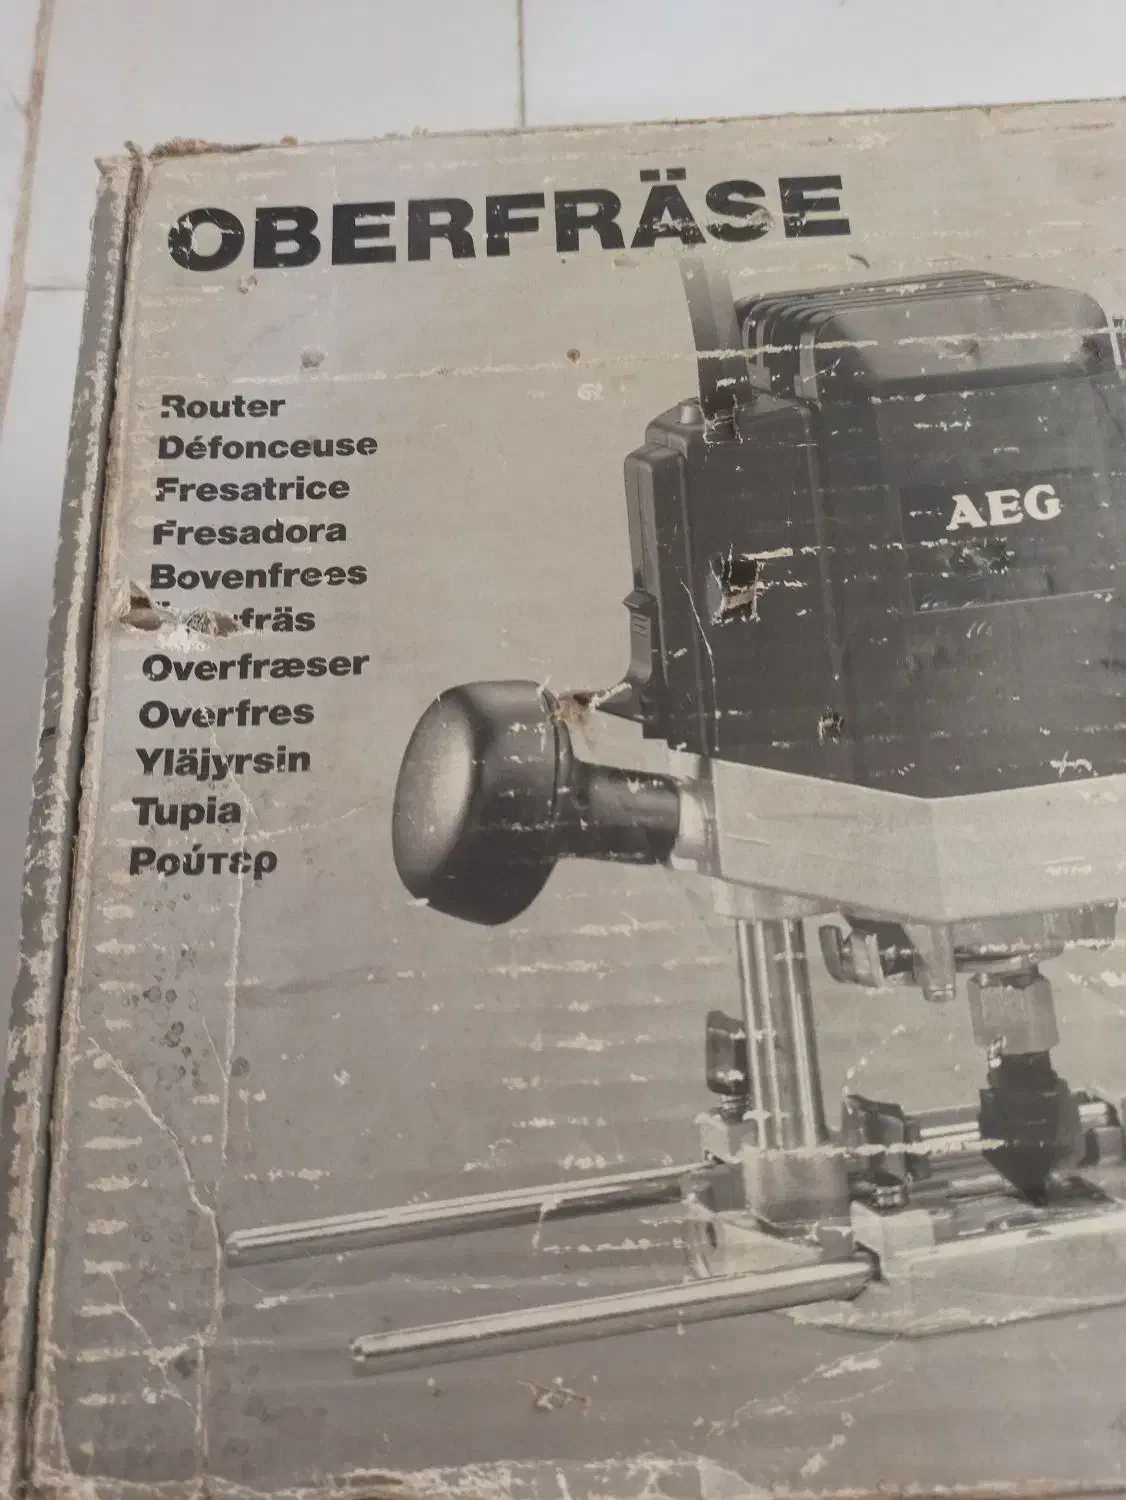 OBERFRÄSE
Router
Défonceuse
Fresatrice
Fresadora
Bovenfrees
Overfræser
Overfres
Yläjyrsin
Tupia
Ρούτερ
AEG